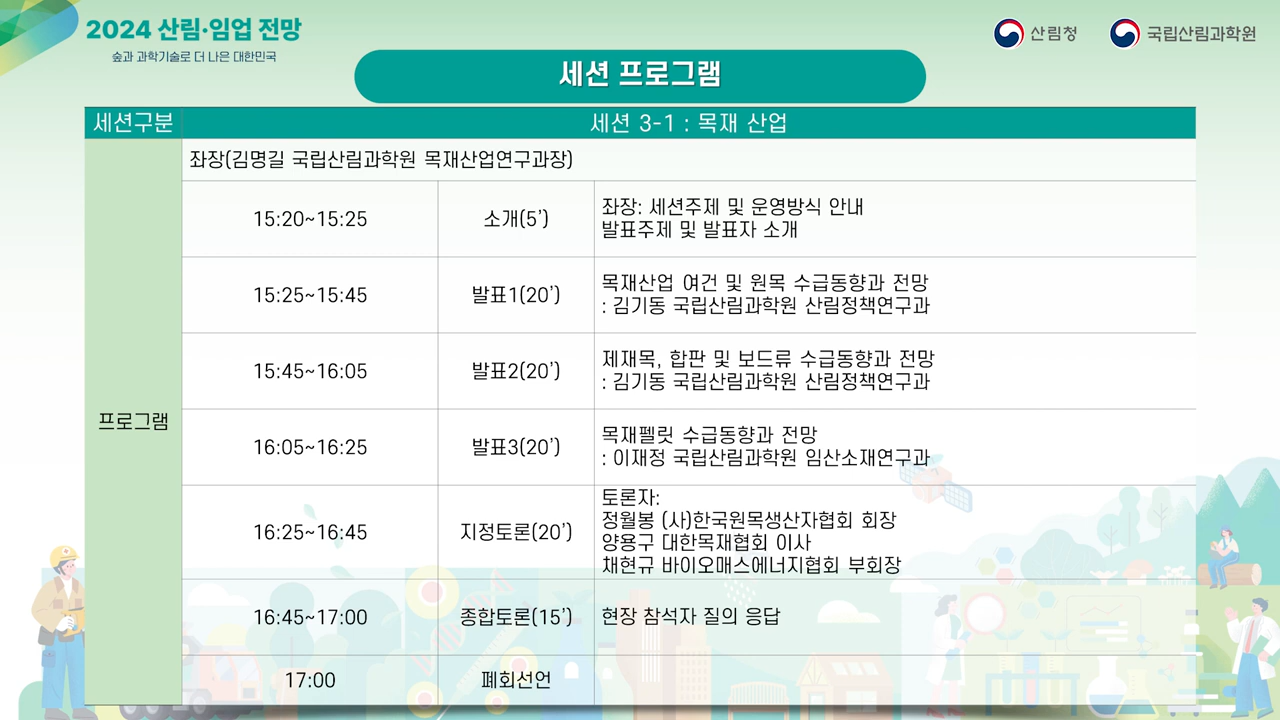 2024 산림·임업 전망
숲과 과학기술로 더 나은 대한민국
산림청
국립산림과학원
세션 프로그램
세션구분
세션 3-1 : 목재 산업
프로그램
좌장(김명길 국립산림과학원 목재산업연구과장)
15:20~15:25
소개(5’)
좌장: 세션주제 및 운영방식 안내
발표주제 및 발표자 소개
15:25~15:45
발표1(20’)
목재산업 여건 및 원목 수급동향과 전망
: 김기동 국립산림과학원 산림정책연구과
15:45~16:05
발표2(20’)
제재목, 합판 및 보드류 수급동향과 전망
: 김기동 국립산림과학원 산림정책연구과
16:05~16:25
발표3(20’)
목재펠릿 수급동향과 전망
: 이재정 국립산림과학원 임산소재연구과
16:25~16:45
지정토론(20’)
토론자:
정월봉 (사)한국원목생산자협회 회장
양용구 대한목재협회 이사
채현규 바이오매스에너지협회 부회장
16:45~17:00
종합토론(15’)
현장 참석자 질의 응답
17:00
폐회선언